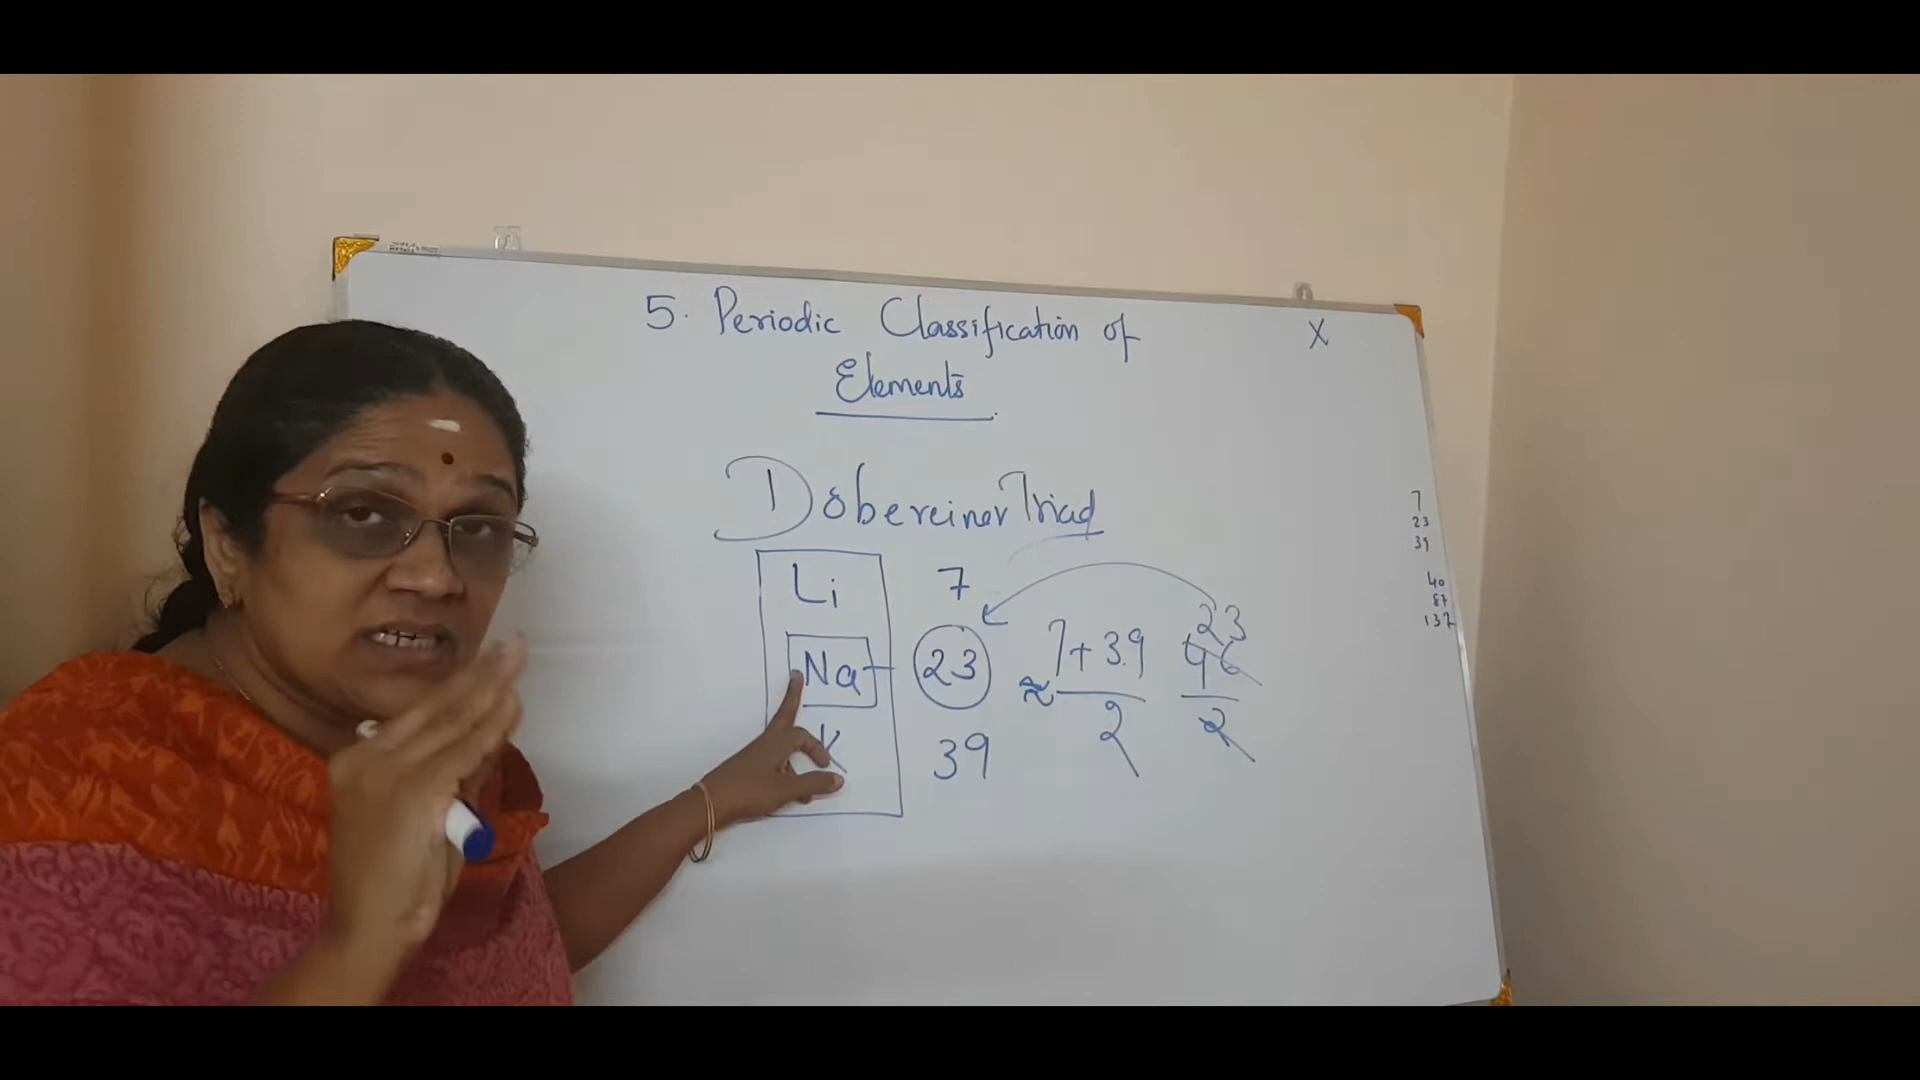 5. Periodic Classification of
Elements
X
Dobereiner Triad
Li 7
Na 23 ≈ 7+39/2 46/2 23
K 39
7
23
39
40
87
137